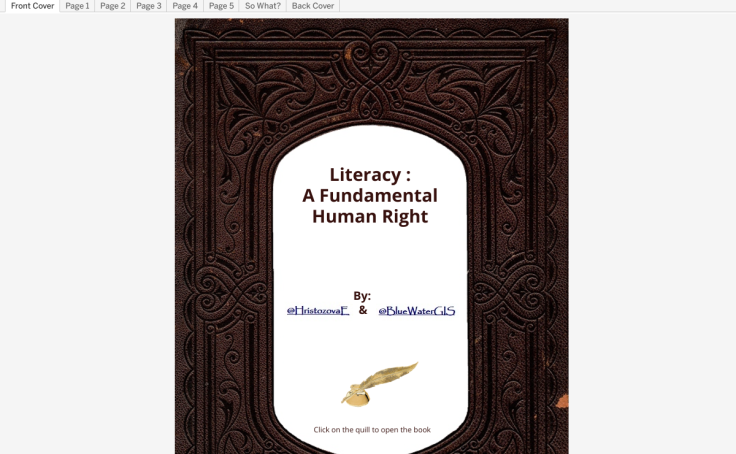 Front Cover Page 1 Page 2 Page 3 Page 4 Page 5 So What? Back Cover
Literacy :
A Fundamental
Human Right
By:
@HristozovaE & @BlueWaterGIS
Click on the quill to open the book